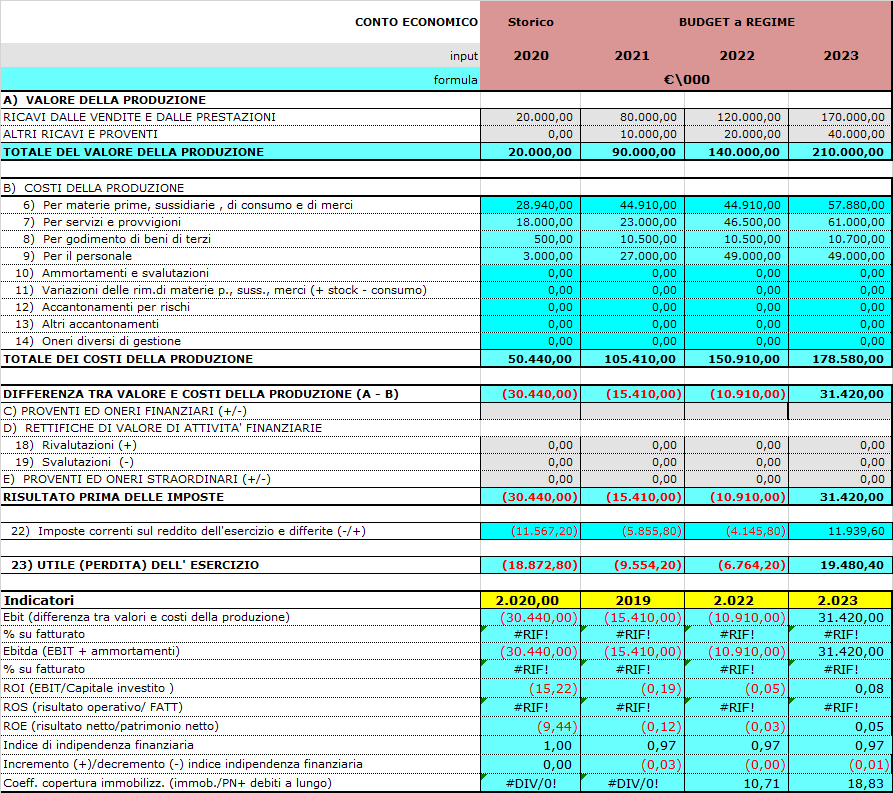 CONTO ECONOMICO Storico BUDGET a REGIME
input 2020 2021 2022 2023
formula €\000
A) VALORE DELLA PRODUZIONE
RICAVI DALLE VENDITE E DALLE PRESTAZIONI 20.000,00 80.000,00 120.000,00 170.000,00
ALTRI RICAVI E PROVENTI 0,00 10.000,00 20.000,00 40.000,00
TOTALE DEL VALORE DELLA PRODUZIONE 20.000,00 90.000,00 140.000,00 210.000,00
B) COSTI DELLA PRODUZIONE
6) Per materie prime, sussidiarie , di consumo e di merci 28.940,00 44.910,00 44.910,00 57.880,00
7) Per servizi e provvigioni 18.000,00 23.000,00 46.500,00 61.000,00
8) Per godimento di beni di terzi 500,00 10.500,00 10.500,00 10.700,00
9) Per il personale 3.000,00 27.000,00 49.000,00 49.000,00
10) Ammortamenti e svalutazioni 0,00 0,00 0,00 0,00
11) Variazioni delle rim.di materie p., suss., merci (+ stock - consumo) 0,00 0,00 0,00 0,00
12) Accantonamenti per rischi 0,00 0,00 0,00 0,00
13) Altri accantonamenti 0,00 0,00 0,00 0,00
14) Oneri diversi di gestione 0,00 0,00 0,00 0,00
TOTALE DEI COSTI DELLA PRODUZIONE 50.440,00 105.410,00 150.910,00 178.580,00
DIFFERENZA TRA VALORE E COSTI DELLA PRODUZIONE (A - B) (30.440,00) (15.410,00) (10.910,00) 31.420,00
C) PROVENTI ED ONERI FINANZIARI (+/-)
D) RETTIFICHE DI VALORE DI ATTIVITA' FINANZIARIE
18) Rivalutazioni (+) 0,00 0,00 0,00 0,00
19) Svalutazioni (-) 0,00 0,00 0,00 0,00
E) PROVENTI ED ONERI STRAORDINARI (+/-) 0,00 0,00 0,00 0,00
RISULTATO PRIMA DELLE IMPOSTE (30.440,00) (15.410,00) (10.910,00) 31.420,00
22) Imposte correnti sul reddito dell'esercizio e differite (-/+) (11.567,20) (5.855,80) (4.145,80) 11.939,60
23) UTILE (PERDITA) DELL' ESERCIZIO (18.872,80) (9.554,20) (6.764,20) 19.480,40
Indicatori 2.020,00 2019 2.022 2.023
Ebit (differenza tra valori e costi della produzione) (30.440,00) (15.410,00) (10.910,00) 31.420,00
% su fatturato #RIF! #RIF! #RIF! #RIF!
Ebitda (EBIT + ammortamenti) (30.440,00) (15.410,00) (10.910,00) 31.420,00
% su fatturato #RIF! #RIF! #RIF! #RIF!
ROI (EBIT/Capitale investito ) (15,22) (0,19) (0,05) 0,08
ROS (risultato operativo/ FATT) #RIF! #RIF! #RIF! #RIF!
ROE (risultato netto/patrimonio netto) (9,44) (0,12) (0,03) 0,05
Indice di indipendenza finanziaria 1,00 0,97 0,97 0,97
Incremento (+)/decremento (-) indice indipendenza finanziaria 0,00 (0,03) (0,00) (0,01)
Coeff. copertura immobilizz. (immob./PN+ debiti a lungo) #DIV/0! #DIV/0! 10,71 18,83